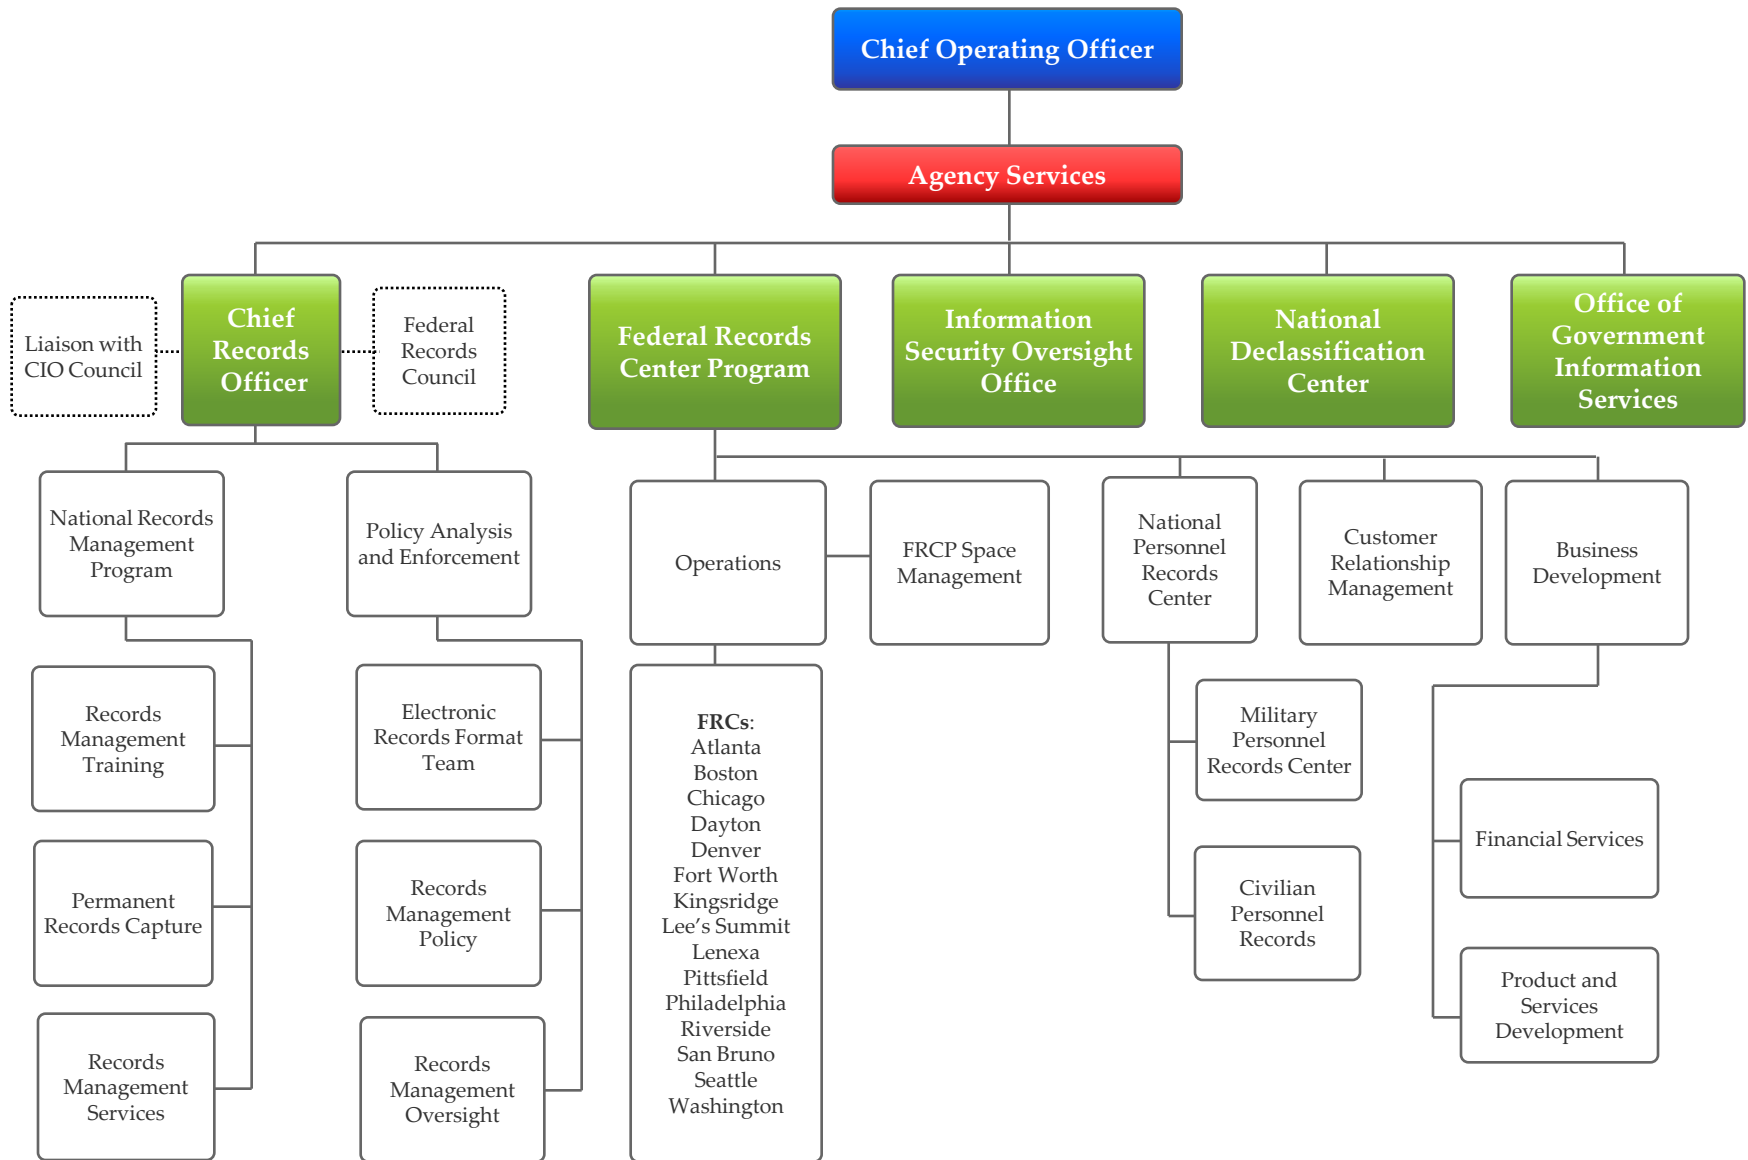 Chief Operating Officer
Agency Services
Liaison with
CIO Council
Chief
Records
Officer
Federal
Records
Council
Federal Records
Center Program
Information
Security Oversight
Office
National
Declassification
Center
Office of
Government
Information
Services
National Records
Management
Program
Policy Analysis
and Enforcement
Operations
FRCP Space
Management
National
Personnel
Records
Center
Customer
Relationship
Management
Business
Development
Records
Management
Training
Electronic
Records Format
Team
FRCs:
Atlanta
Boston
Chicago
Dayton
Denver
Fort Worth
Kingsridge
Lee’s Summit
Lenexa
Pittsfield
Philadelphia
Riverside
San Bruno
Seattle
Washington
Military
Personnel
Records Center
Financial Services
Permanent
Records Capture
Records
Management
Policy
Civilian
Personnel
Records
Product and
Services
Development
Records
Management
Services
Records
Management
Oversight